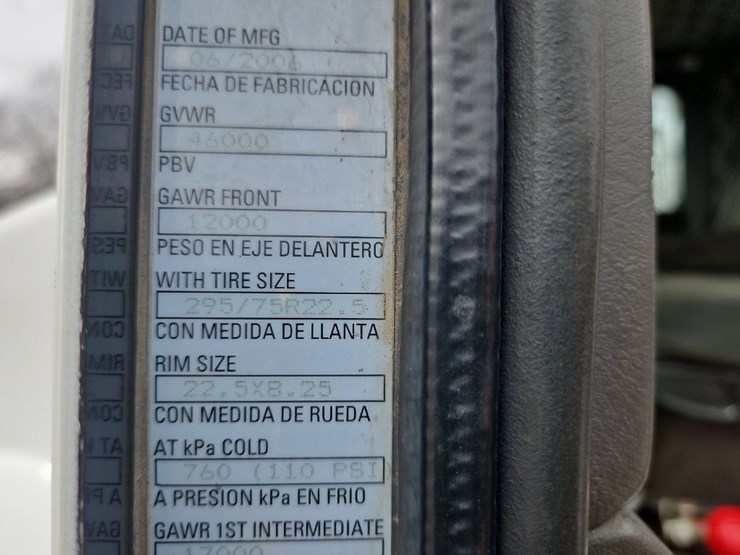 DATE OF MFG
06/2006
FECHA DE FABRICACION
GVWR
46000
PBV
GAWR FRONT
12000
PESO EN EJE DELANTERO
WITH TIRE SIZE
295/75R22.5
CON MEDIDA DE LLANTA
RIM SIZE
22.5X8.25
CON MEDIDA DE RUEDA
AT kPa COLD
760 (110 PSI
A PRESION kPa EN FRIO
GAWR 1ST INTERMEDIATE
17000